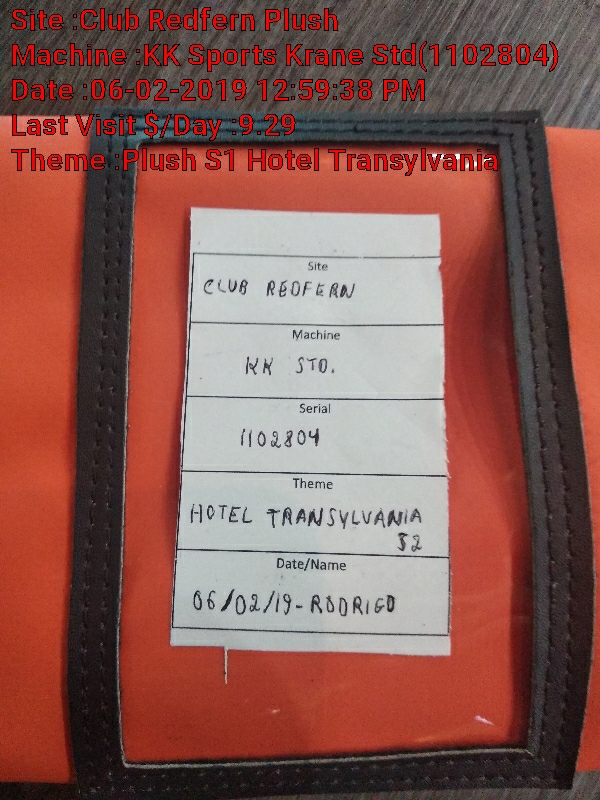 Site :Club Redfern Plush
Machine :KK Sports Krane Std(1102804)
Date :06-02-2019 12:59:38 PM
Last Visit $/Day :9.29
Theme :Plush S1 Hotel Transylvania
Site
CLUB REDFERN
Machine
KK STD.
Serial
1102804
Theme
HOTEL TRANSYLVANIA
S2
Date/Name
06/02/19-RODRIGO